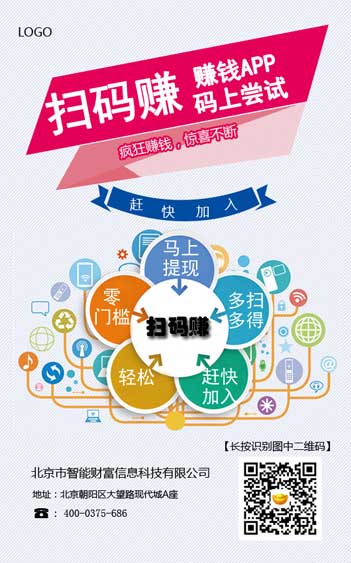 LOGO
扫码赚
赚钱APP
码上尝试
疯狂赚钱，惊喜不断
赶快加入
马上
提现
零
门槛
多扫
多得
扫码赚
轻松
赶快
加入
【长按识别图中二维码】
北京市智能财富信息科技有限公司
地址：北京朝阳区大望路现代城A座
☎：400-0375-686